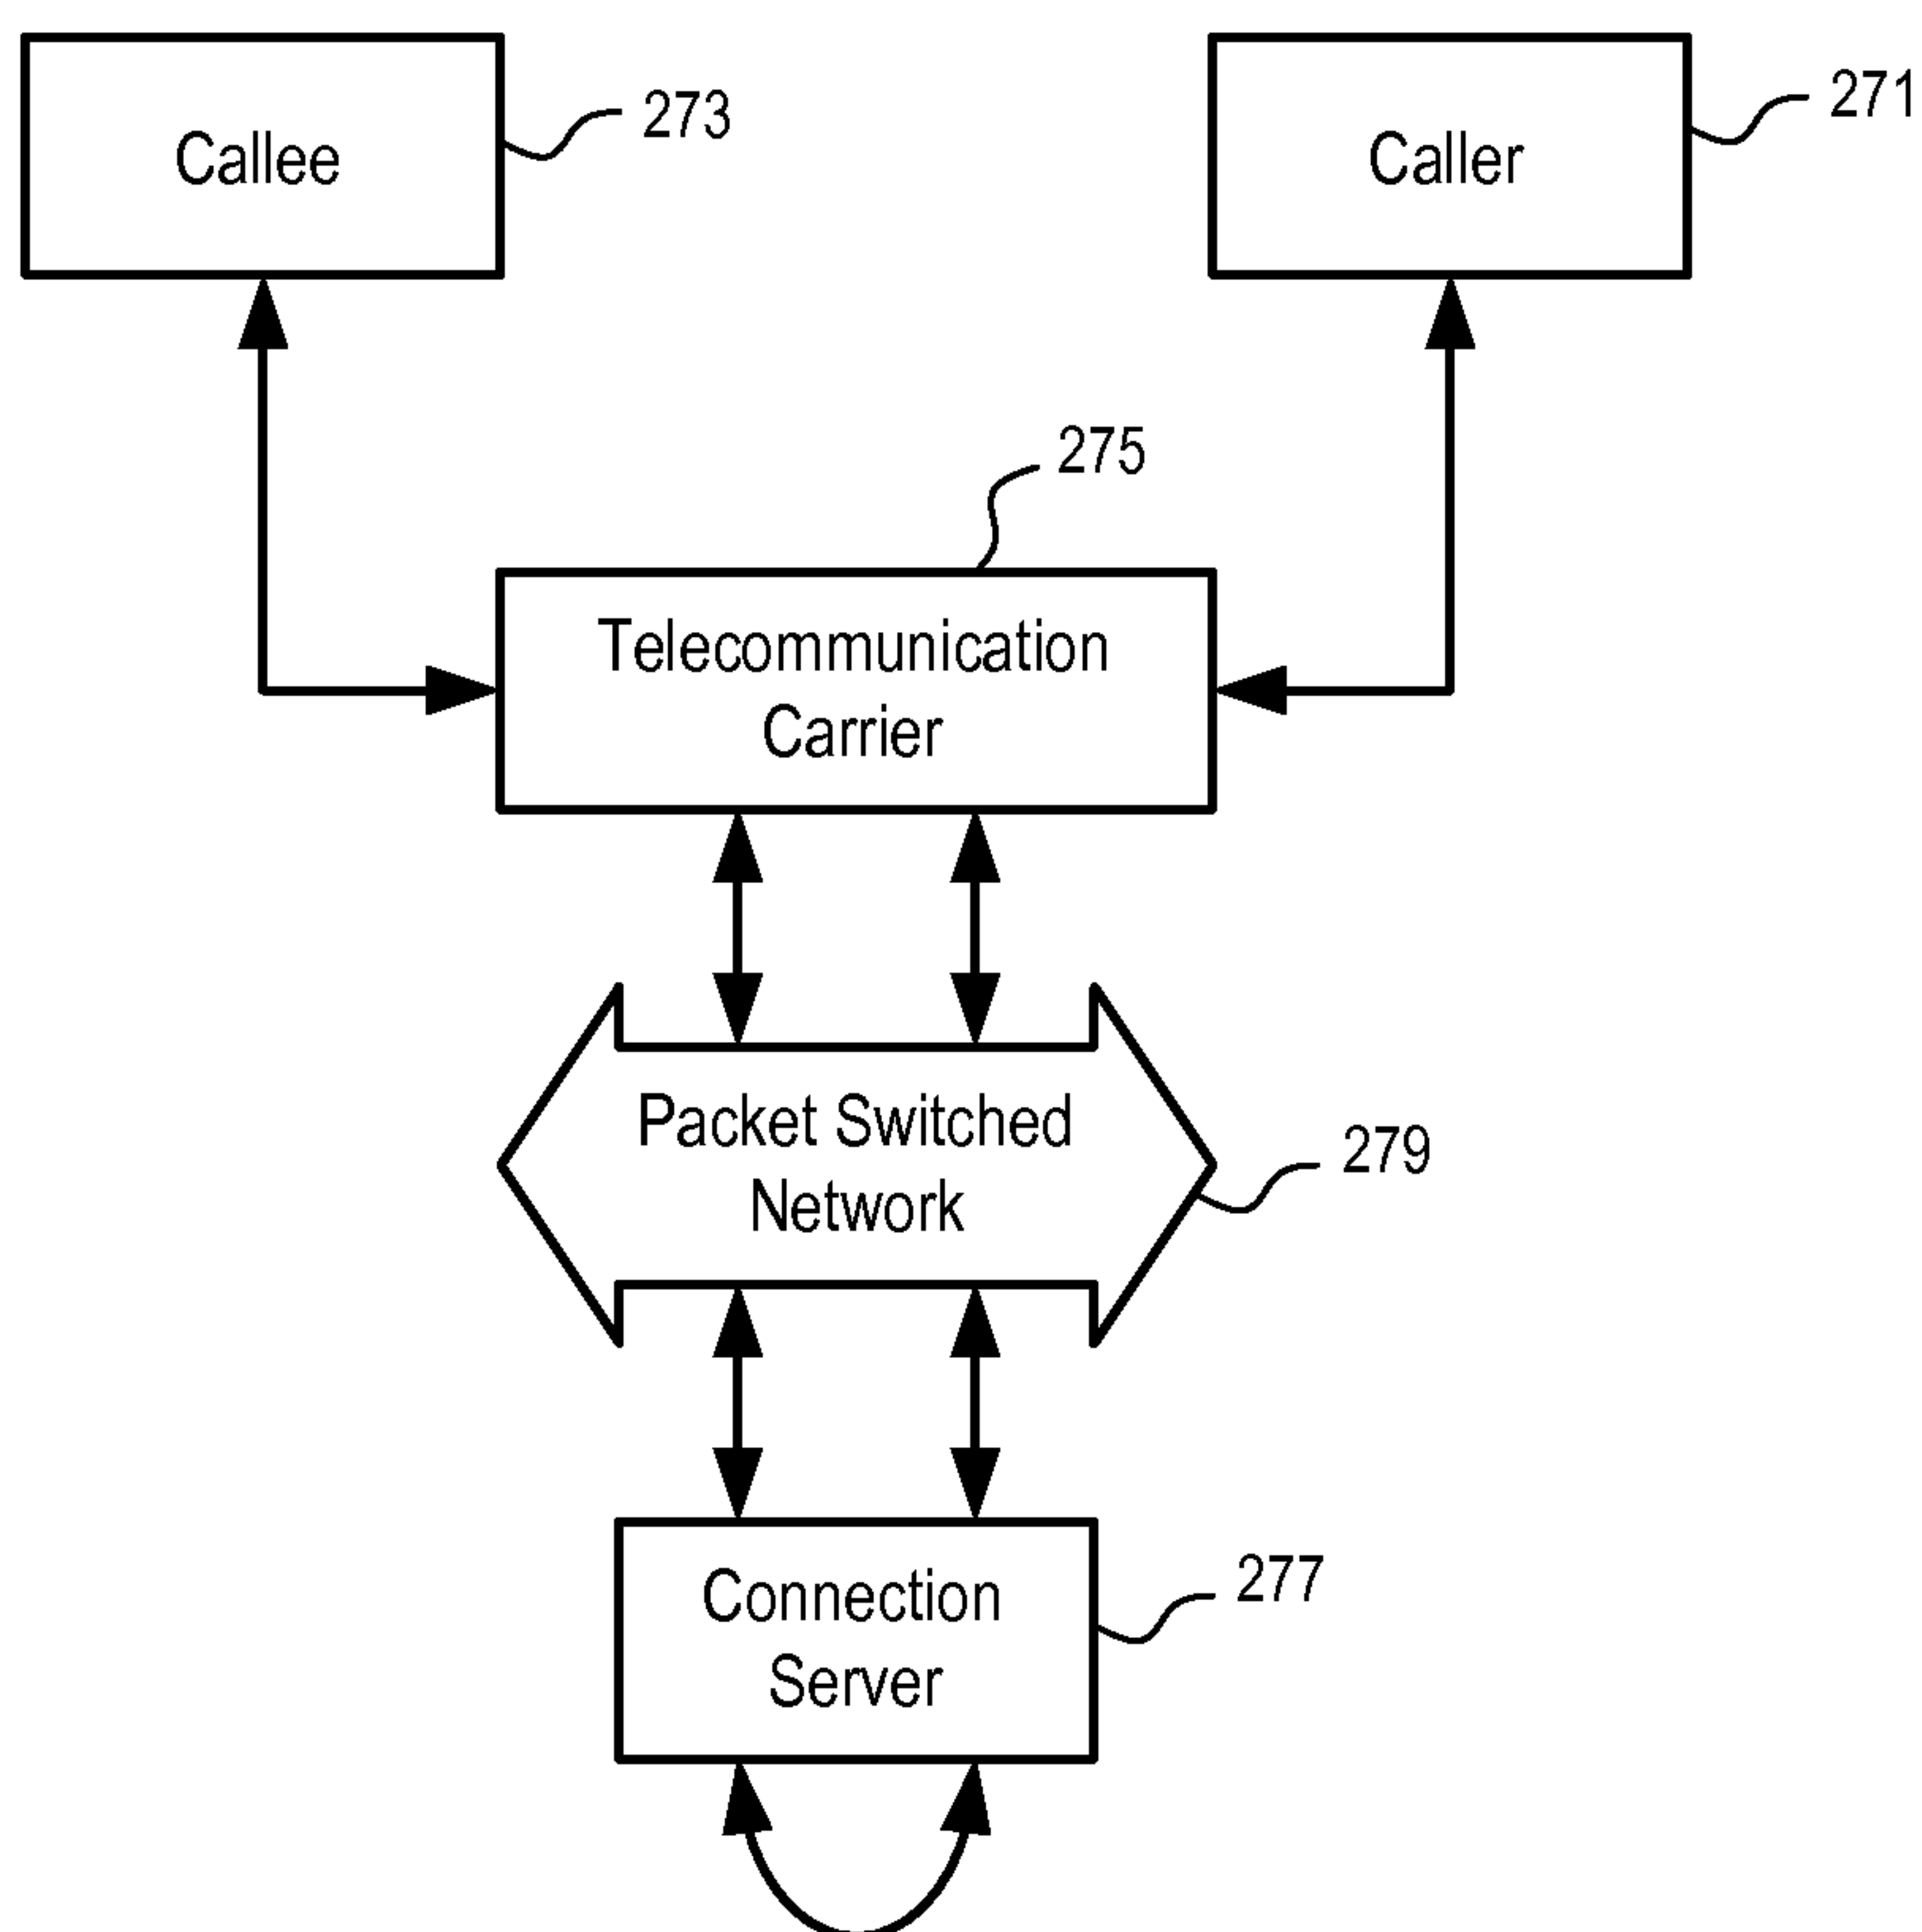 Callee
273
Caller
271
275
Telecommunication
Carrier
Packet Switched
Network
279
Connection
Server
277